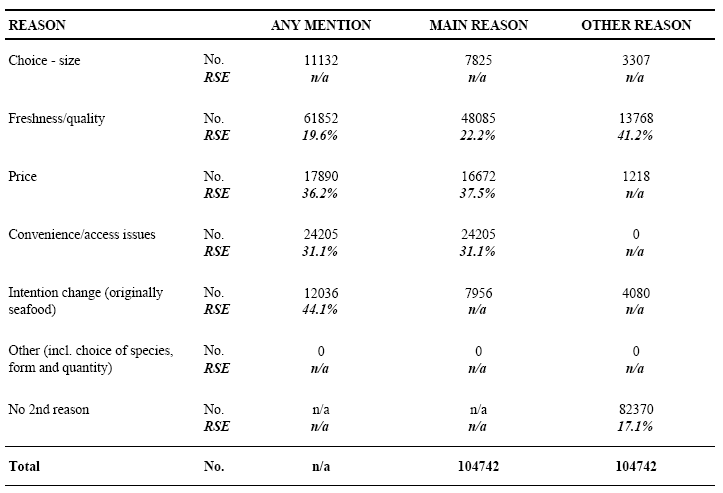 REASON ANY MENTION MAIN REASON OTHER REASON
Choice - size No. 11132 7825 3307
RSE n/a n/a n/a
Freshness/quality No. 61852 48085 13768
RSE 19.6% 22.2% 41.2%
Price No. 17890 16672 1218
RSE 36.2% 37.5% n/a
Convenience/access issues No. 24205 24205 0
RSE 31.1% 31.1% n/a
Intention change (originally No. 12036 7956 4080
seafood) RSE 44.1% n/a n/a
Other (incl. choice of species, No. 0 0 0
form and quantity) RSE n/a n/a n/a
No 2nd reason No. n/a n/a 82370
RSE n/a n/a 17.1%
Total No. n/a 104742 104742